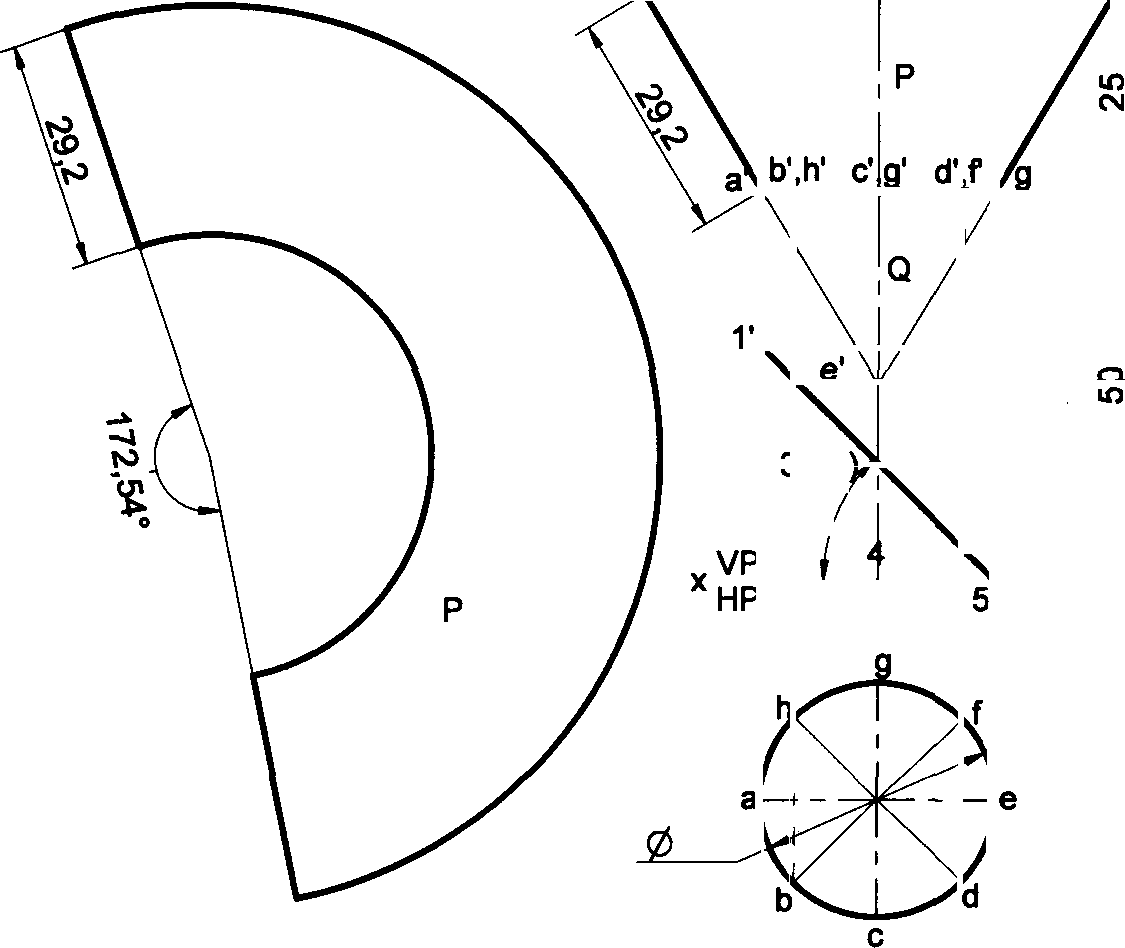 29,2
172,54°
P
29,2
P
25
a' b',h' c',g' d',f' g
Q
1'
e'
50
4
x VP
HP
5
g
h f
a e
Ø
b d
c